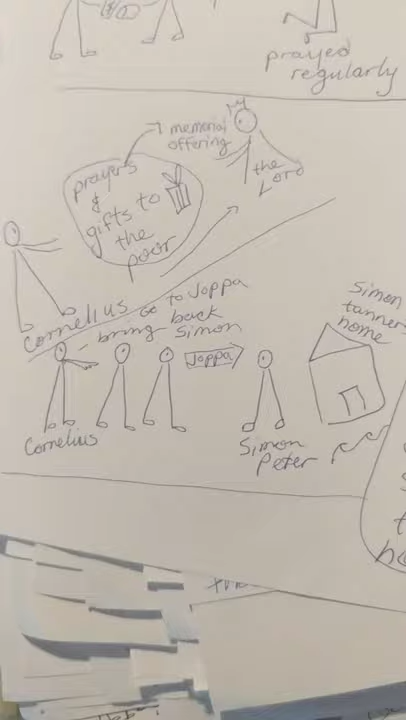 prayed
regularly
memorial
offering
prayers
&
gifts to
the
poor
the
Lord
Cornelius
go to Joppa
bring back
Simon
Simon
tanners
home
Joppa
Cornelius
Simon
Peter